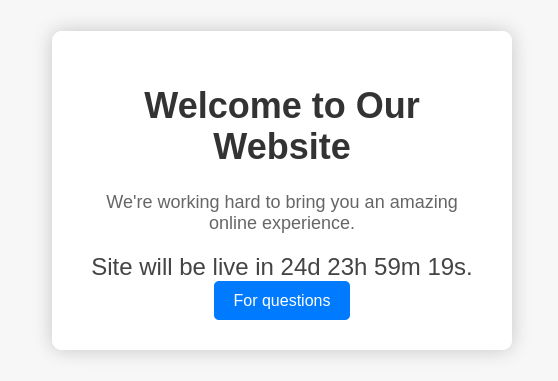 Welcome to Our
Website
We're working hard to bring you an amazing
online experience.
Site will be live in 24d 23h 59m 19s.
For questions